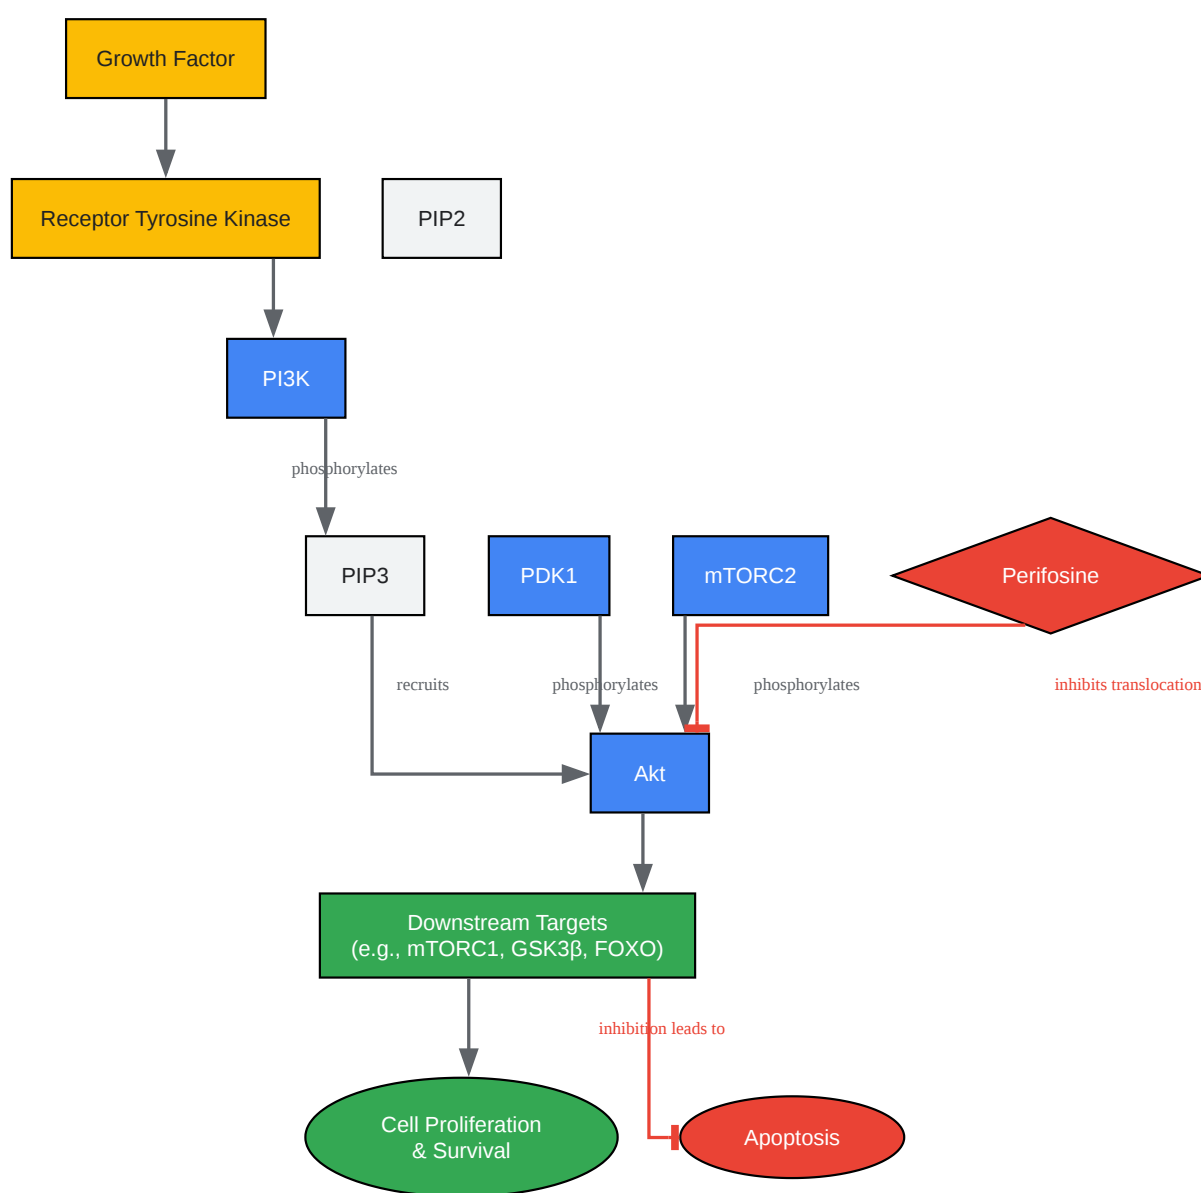 Growth Factor
Receptor Tyrosine Kinase
PIP2
PI3K
phosphorylates
PIP3
PDK1
mTORC2
Perifosine
recruits
phosphorylates
phosphorylates
inhibits translocation
Akt
Downstream Targets
(e.g., mTORC1, GSK3β, FOXO)
inhibition leads to
Cell Proliferation
& Survival
Apoptosis